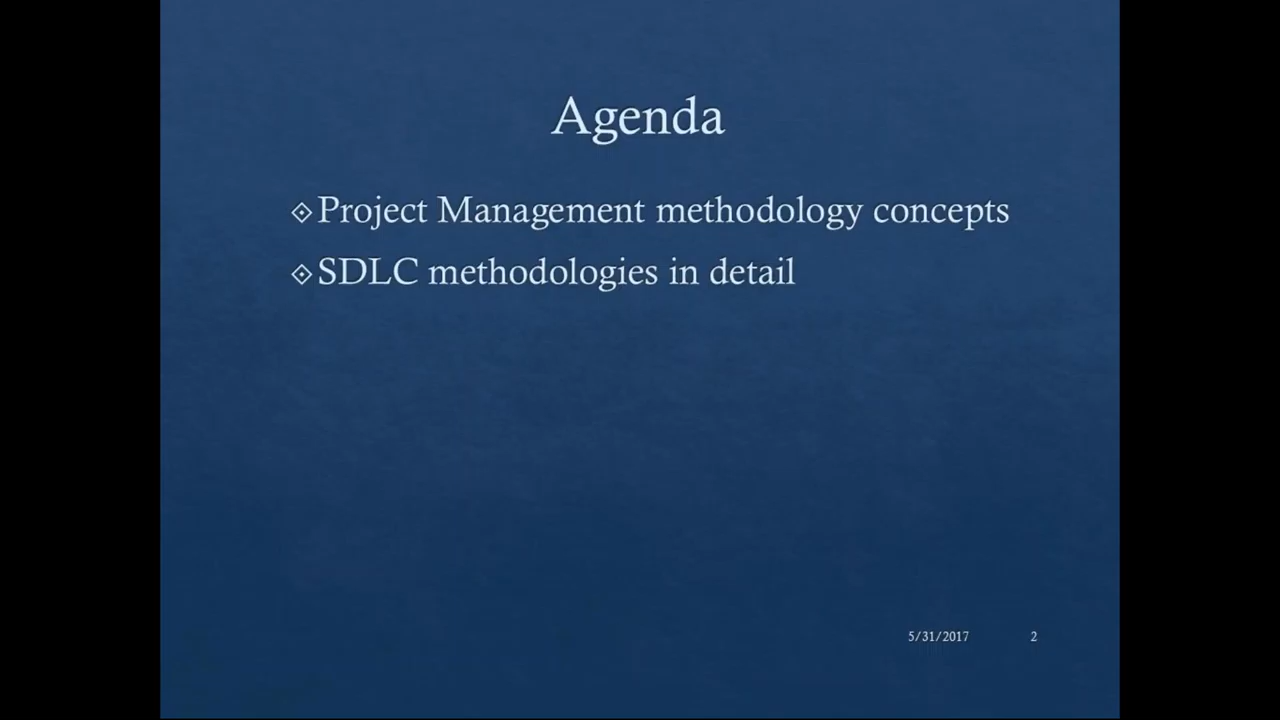 Agenda
Project Management methodology concepts
SDLC methodologies in detail
5/31/2017 2